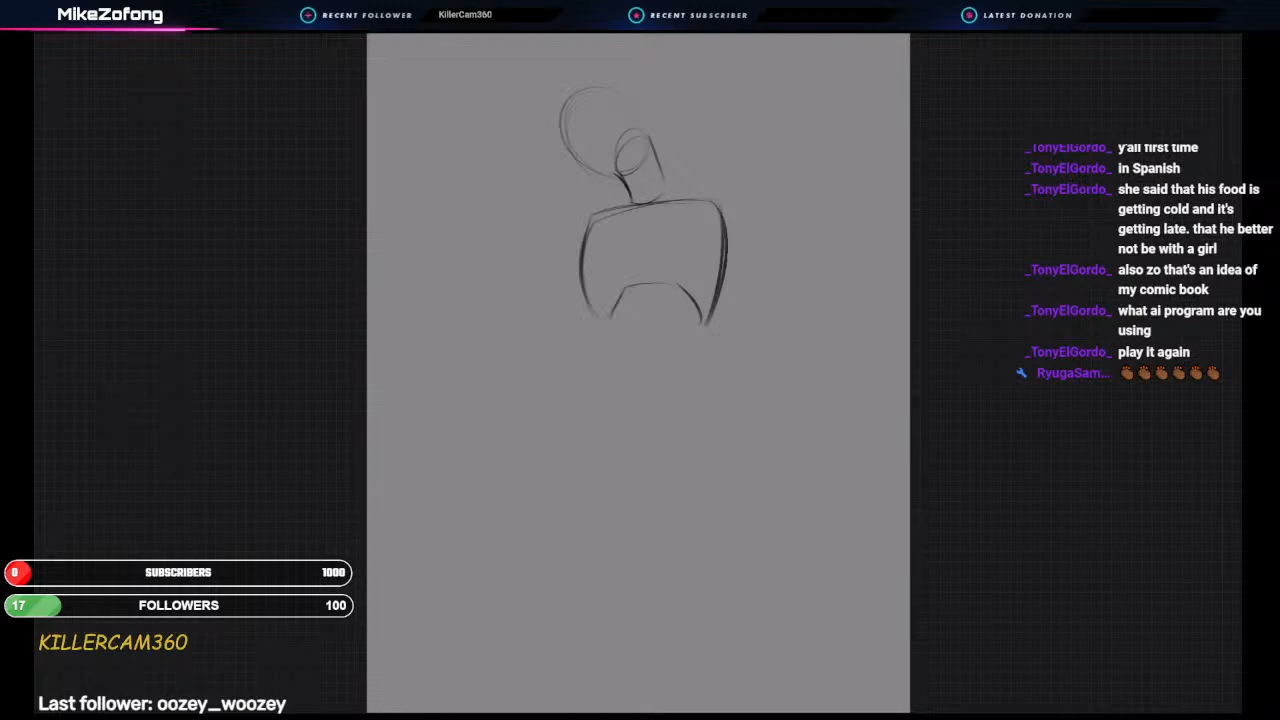 MikeZofong
RECENT FOLLOWER
KillerCam360
RECENT SUBSCRIBER
LATEST DONATION
_TonyElGordo_ y'all first time
_TonyElGordo_ in Spanish
_TonyElGordo_ she said that his food is
getting cold and it's
getting late. that he better
not be with a girl
_TonyElGordo_ also zo that's an idea of
my comic book
_TonyElGordo_ what ai program are you
using
_TonyElGordo_ play it again
RyugaSam...
0 SUBSCRIBERS 1000
17 FOLLOWERS 100
KILLERCAM360
Last follower: oozey_woozey